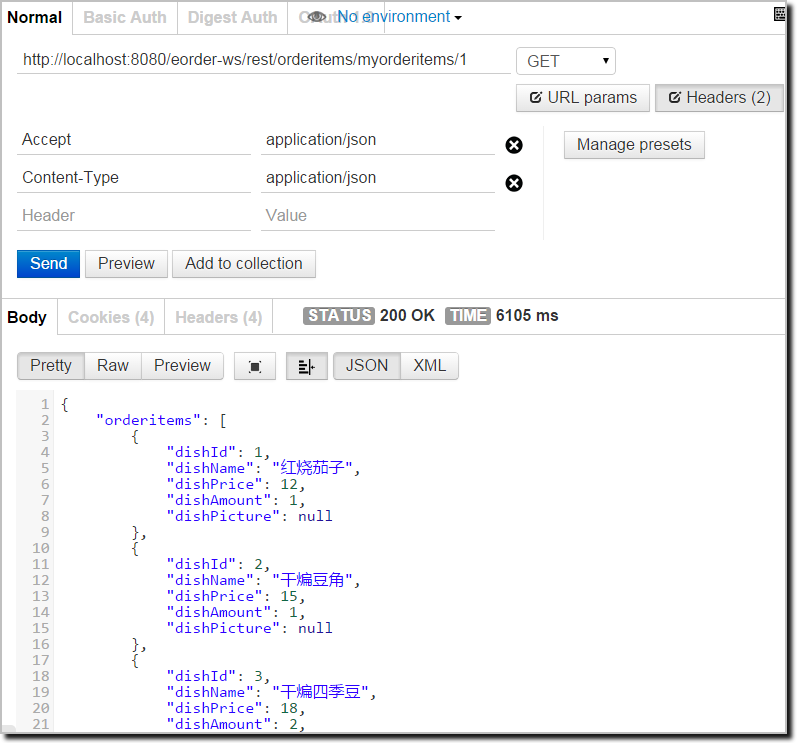 Normal Basic Auth Digest Auth No environment
http://localhost:8080/eorder-ws/rest/orderitems/myorderitems/1 GET
URL params Headers (2)
Accept application/json Manage presets
Content-Type application/json
Header Value
Send Preview Add to collection
Body Cookies (4) Headers (4) STATUS 200 OK TIME 6105 ms
Pretty Raw Preview JSON XML
1 {
2 "orderitems": [
3 {
4 "dishId": 1,
5 "dishName": "红烧茄子",
6 "dishPrice": 12,
7 "dishAmount": 1,
8 "dishPicture": null
9 },
10 {
11 "dishId": 2,
12 "dishName": "干煸豆角",
13 "dishPrice": 15,
14 "dishAmount": 1,
15 "dishPicture": null
16 },
17 {
18 "dishId": 3,
19 "dishName": "干煸四季豆",
20 "dishPrice": 18,
21 "dishAmount": 2,